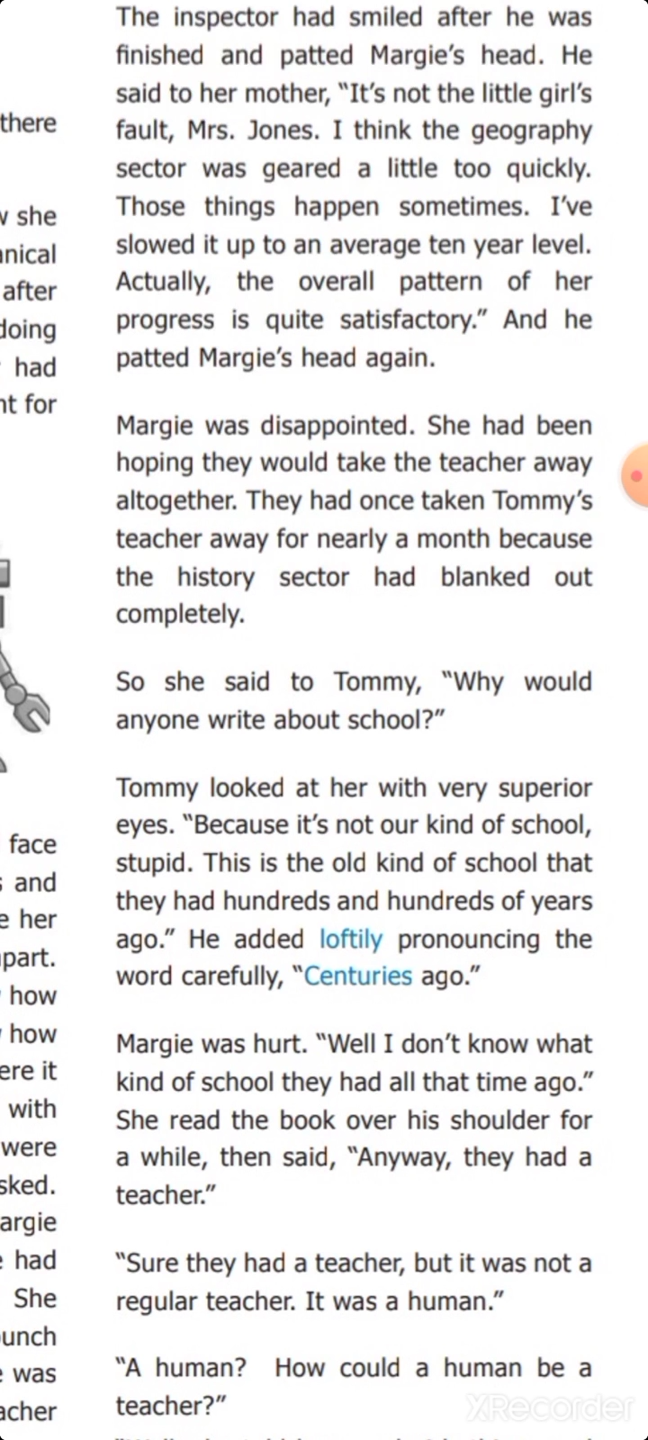 there
she
after
had
face
and
her
how
how
it
with
were
had
She
was
The inspector had smiled after he was
finished and patted Margie's head. He
said to her mother, "It's not the little girl's
fault, Mrs. Jones. I think the geography
sector was geared a little too quickly.
Those things happen sometimes. I've
slowed it up to an average ten year level.
Actually, the overall pattern of her
progress is quite satisfactory." And he
patted Margie's head again.
Margie was disappointed. She had been
hoping they would take the teacher away
altogether. They had once taken Tommy's
teacher away for nearly a month because
the history sector had blanked out
completely.
So she said to Tommy, "Why would
anyone write about school?"
Tommy looked at her with very superior
eyes. "Because it's not our kind of school,
stupid. This is the old kind of school that
they had hundreds and hundreds of years
ago." He added loftily pronouncing the
word carefully, "Centuries ago."
Margie was hurt. "Well I don't know what
kind of school they had all that time ago."
She read the book over his shoulder for
a while, then said, "Anyway, they had a
teacher."
"Sure they had a teacher, but it was not a
regular teacher. It was a human."
"A human? How could a human be a
teacher?"
XRecorder